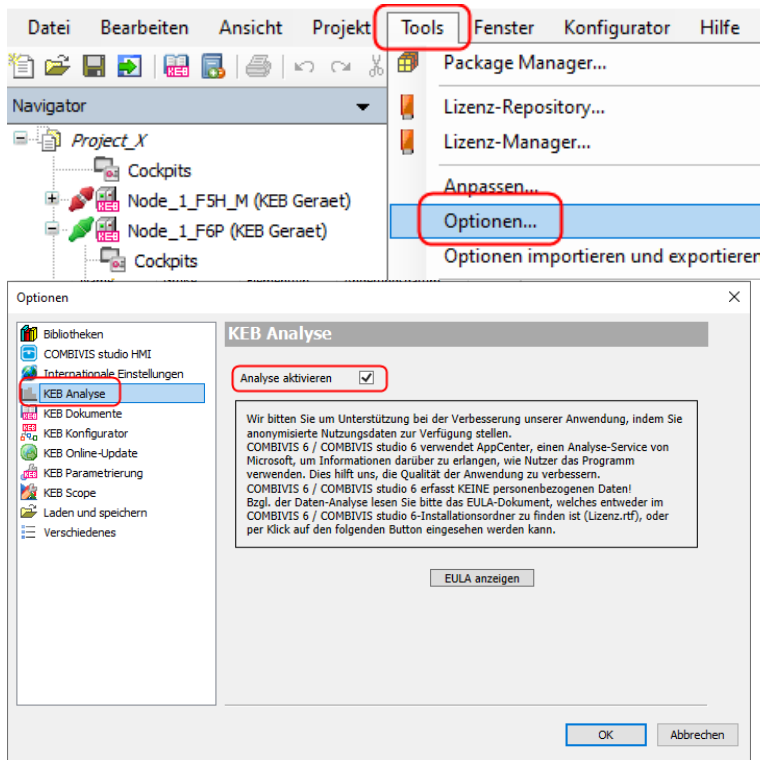 Datei Bearbeiten Ansicht Projekt Tools Fenster Konfigurator Hilfe
KEB
Navigator
Project_X
Cockpits
Node_1_F5H_M (KEB Geraet)
Node_1_F6P (KEB Geraet)
Cockpits
Package Manager...
Lizenz-Repository...
Lizenz-Manager...
Anpassen...
Optionen...
Optionen importieren und exportieren
Optionen
Bibliotheken
COMBIVIS studio HMI
Internationale Einstellungen
KEB Analyse
KEB Dokumente
KEB Konfigurator
KEB Online-Update
KEB Parametrierung
KEB Scope
Laden und speichern
Verschiedenes
KEB Analyse
Analyse aktivieren
Wir bitten Sie um Unterstützung bei der Verbesserung unserer Anwendung, indem Sie
anonymisierte Nutzungsdaten zur Verfügung stellen.
COMBIVIS 6 / COMBIVIS studio 6 verwendet AppCenter, einen Analyse-Service von
Microsoft, um Informationen darüber zu erlangen, wie Nutzer das Programm
verwenden. Dies hilft uns, die Qualität der Anwendung zu verbessern.
COMBIVIS 6 / COMBIVIS studio 6 erfasst KEINE personenbezogenen Daten!
Bzgl. der Daten-Analyse lesen Sie bitte das EULA-Dokument, welches entweder im
COMBIVIS 6 / COMBIVIS studio 6-Installationsordner zu finden ist (Lizenz.rtf), oder
per Klick auf den folgenden Button eingesehen werden kann.
EULA anzeigen
OK Abbrechen